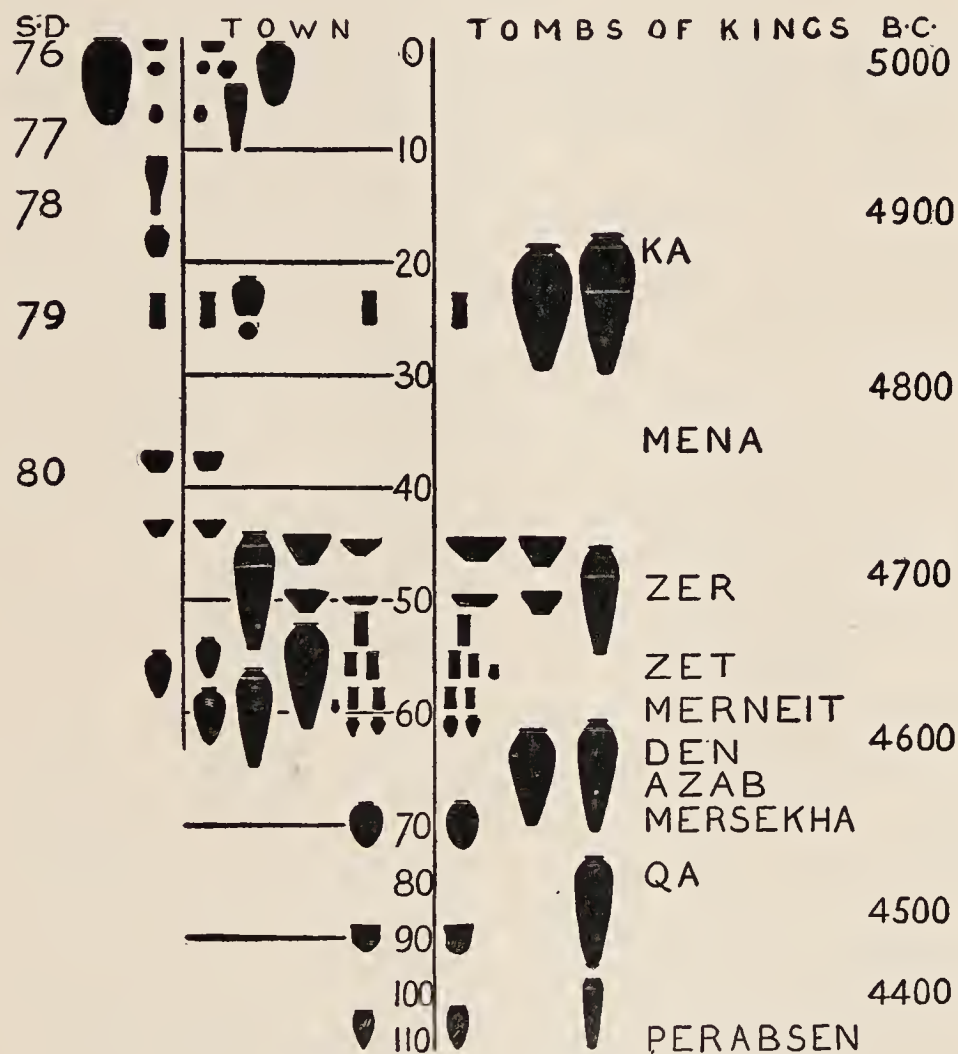 S.D. TOWN TOMBS OF KINGS B.C.
76 0 5000
77 10
78 4900
20 KA
79
30 4800
MENA
80
40
4700
50 ZER
ZET
60 MERNEIT
DEN 4600
AZAB
70 MERSEKHA
80 QA
4500
90
100 4400
110 PERABSEN